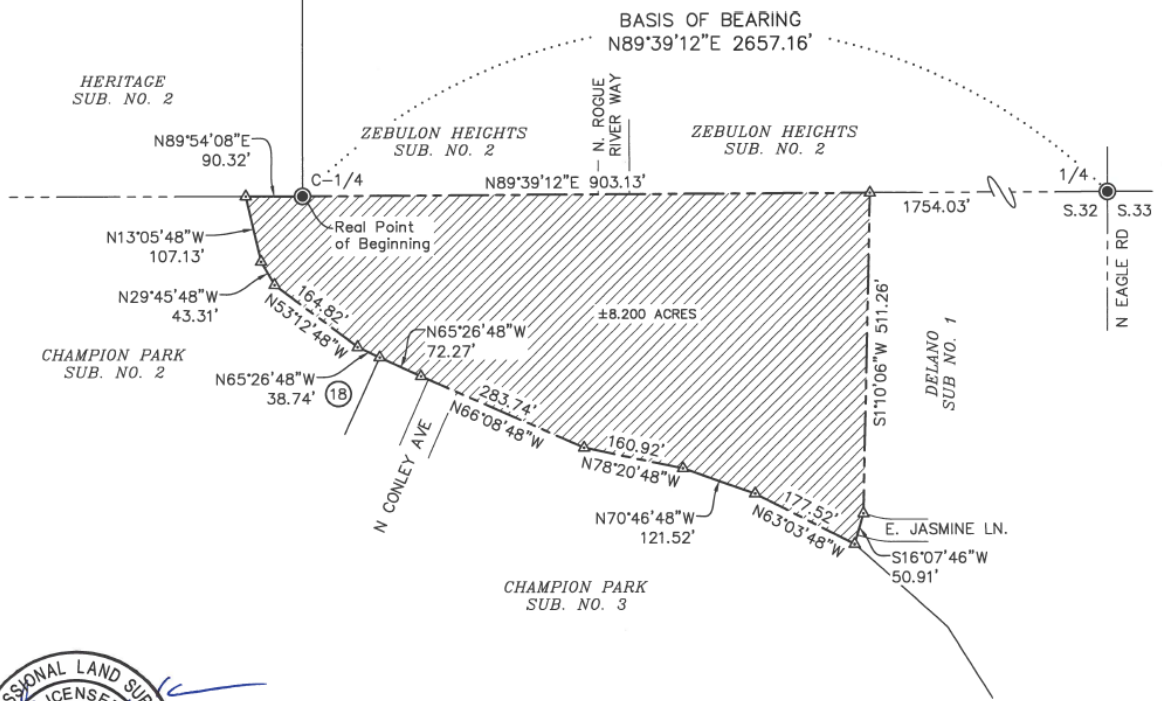 BASIS OF BEARING
N89°39'12"E 2657.16'
HERITAGE
SUB. NO. 2
N89°54'08"E
90.32'
ZEBULON HEIGHTS
SUB. NO. 2
N. ROGUE
RIVER WAY
ZEBULON HEIGHTS
SUB. NO. 2
C-1/4
N89°39'12"E 903.13'
1/4
1754.03'
S.32
S.33
Real Point
of Beginning
N EAGLE RD
N13°05'48"W
107.13'
N29°45'48"W
43.31'
164.82'
N53°12'48"W
±8.200 ACRES
S1°10'06"W 511.26'
DELANO
SUB NO. 1
CHAMPION PARK
SUB. NO. 2
N65°26'48"W
72.27'
N65°26'48"W
38.74'
18
283.74'
N66°08'48"W
N CONLEY AVE
160.92'
N78°20'48"W
N70°46'48"W
121.52'
177.52'
N63°03'48"W
E. JASMINE LN.
S16°07'46"W
50.91'
CHAMPION PARK
SUB. NO. 3
SSIONAL LAND SUR
ICENSE